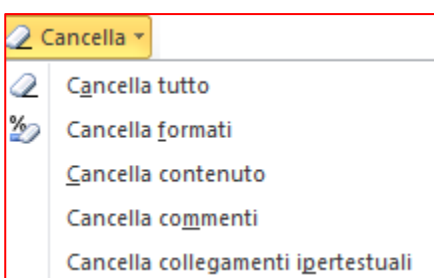 Cancella
Cancella tutto
Cancella formati
Cancella contenuto
Cancella commenti
Cancella collegamenti ipertestuali